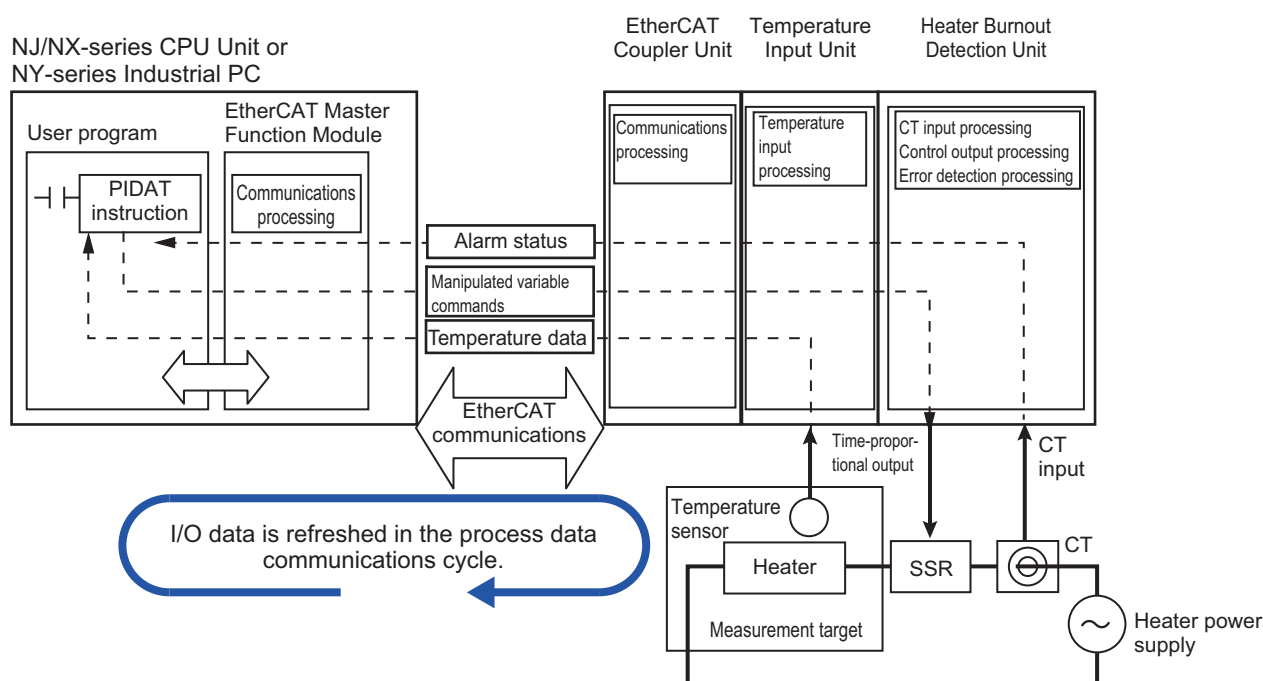 NJ/NX-series CPU Unit or
NY-series Industrial PC
EtherCAT
Coupler Unit
Temperature
Input Unit
Heater Burnout
Detection Unit
User program
EtherCAT Master
Function Module
PIDAT
instruction
Communications
processing
Communications
processing
Temperature
input
processing
CT input processing
Control output processing
Error detection processing
Alarm status
Manipulated variable
commands
Temperature data
EtherCAT
communications
Time-propor-
tional output
CT
input
I/O data is refreshed in the process data
communications cycle.
Temperature
sensor
Heater
SSR
CT
Measurement target
Heater power
supply